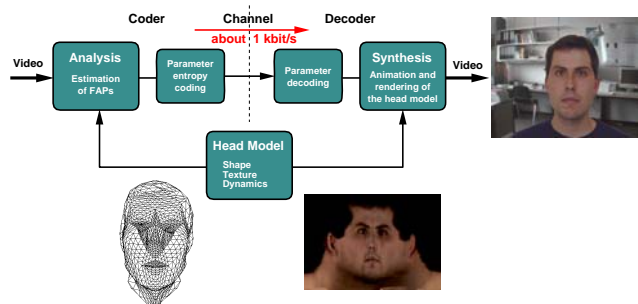 Coder Channel Decoder
about 1 kbit/s
Video
Analysis
Estimation
of FAPs
Parameter
entropy
coding
Parameter
decoding
Synthesis
Animation and
rendering of
the head model
Video
Head Model
Shape
Texture
Dynamics